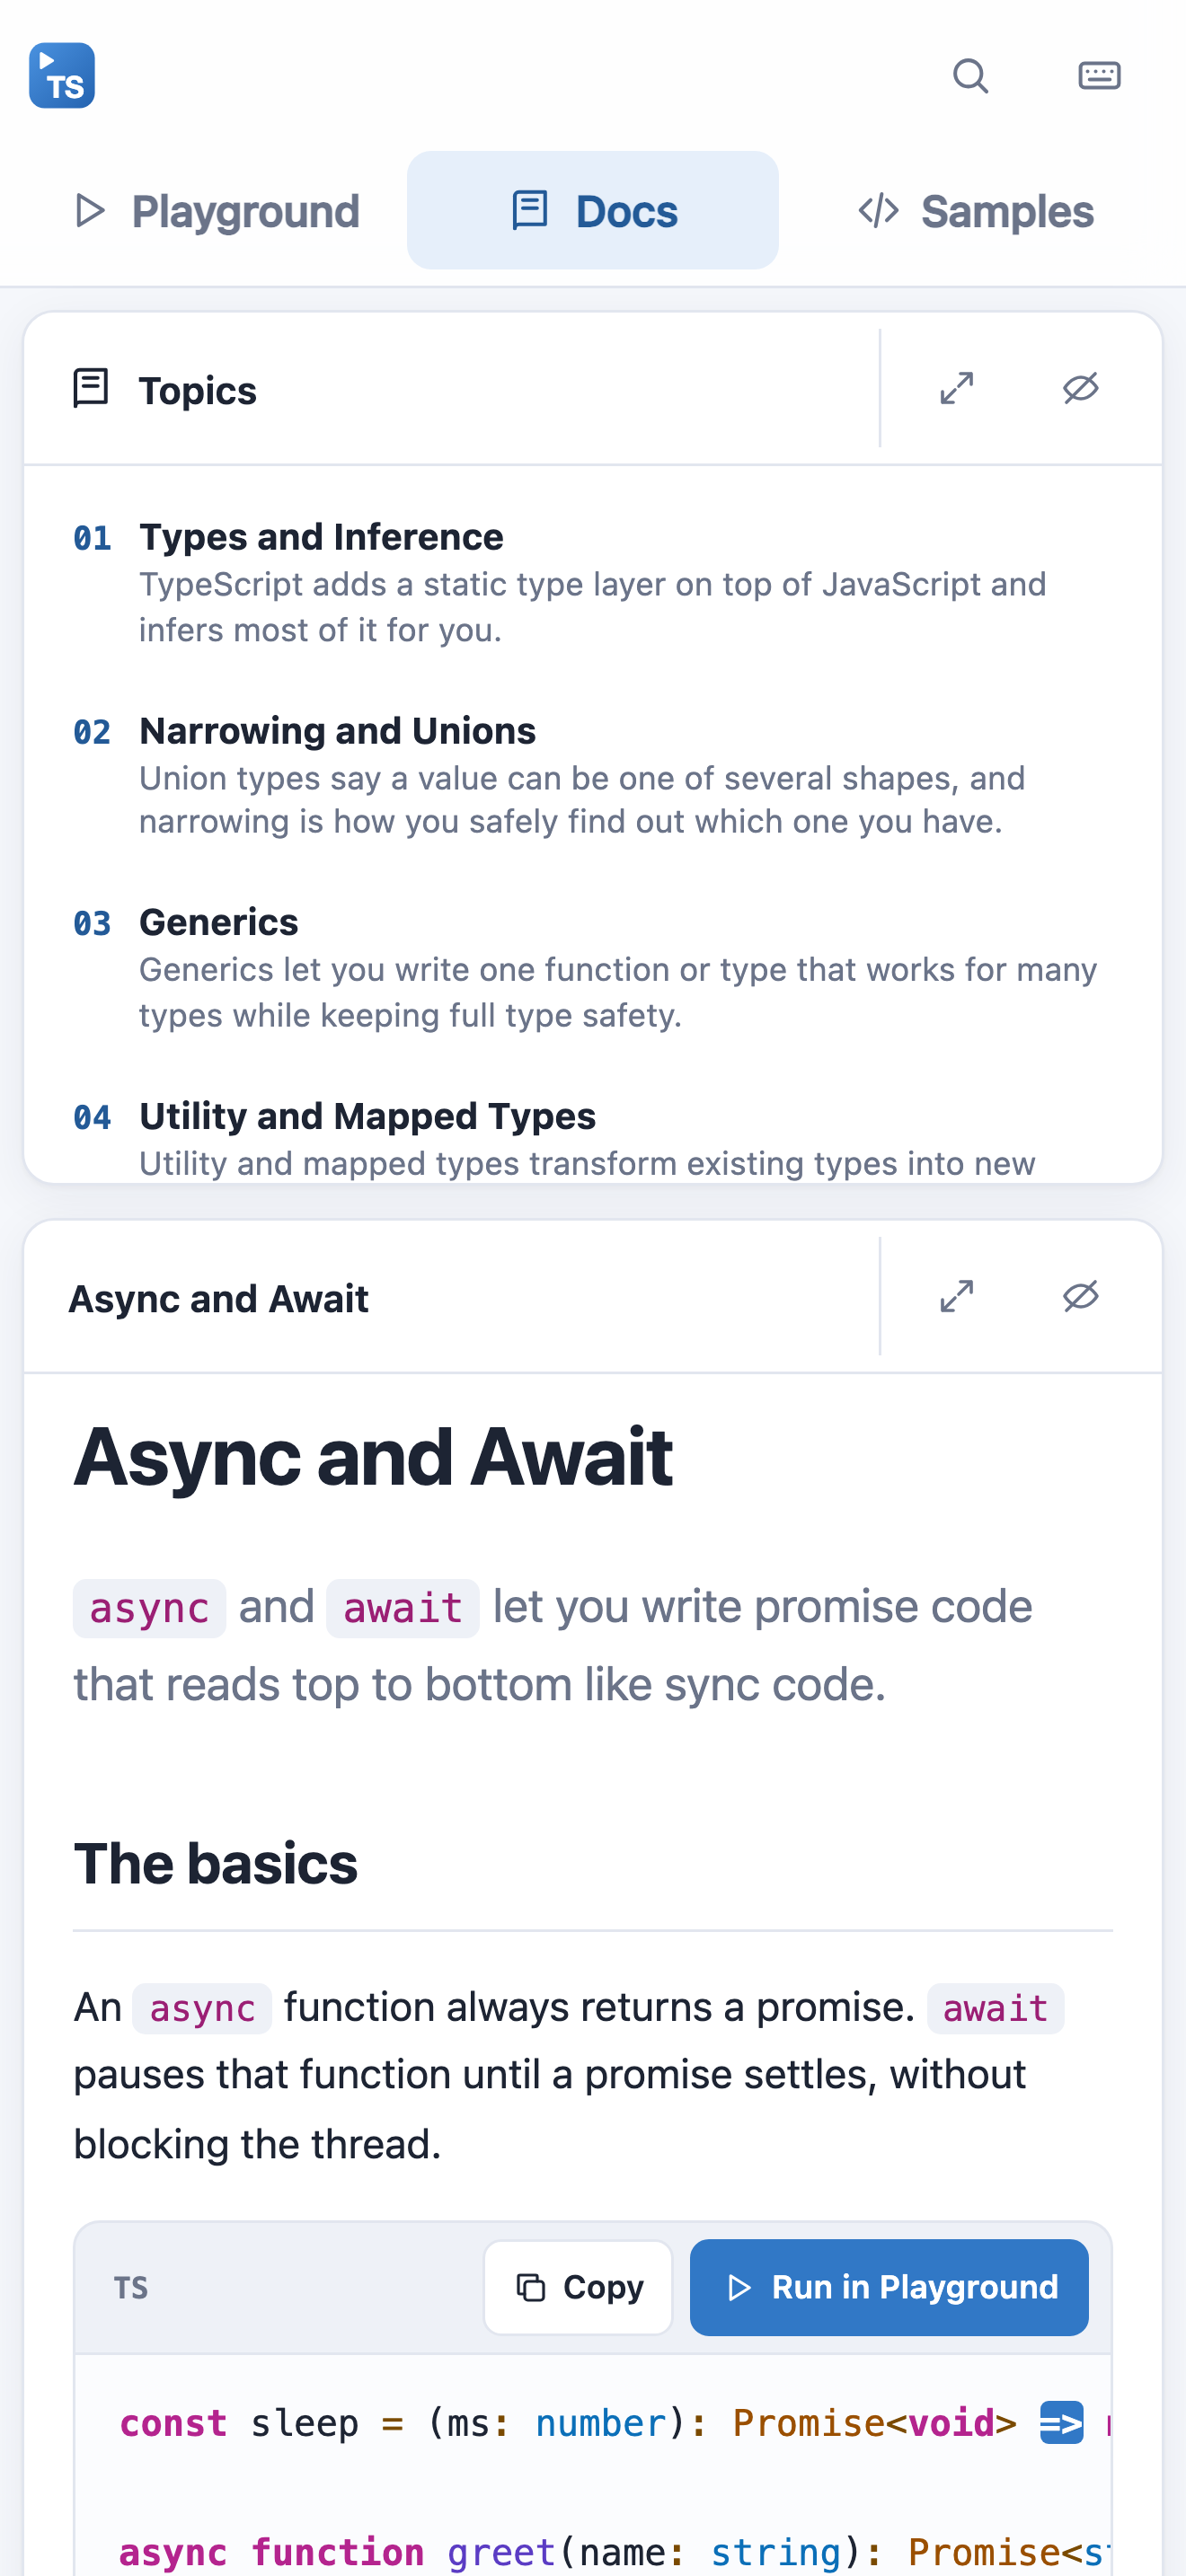 TS
Playground
Docs
Samples
Topics
01 Types and Inference
TypeScript adds a static type layer on top of JavaScript and
infers most of it for you.
02 Narrowing and Unions
Union types say a value can be one of several shapes, and
narrowing is how you safely find out which one you have.
03 Generics
Generics let you write one function or type that works for many
types while keeping full type safety.
04 Utility and Mapped Types
Utility and mapped types transform existing types into new
Async and Await
Async and Await
async and await let you write promise code
that reads top to bottom like sync code.
The basics
An async function always returns a promise. await
pauses that function until a promise settles, without
blocking the thread.
TS
Copy
Run in Playground
const sleep = (ms: number): Promise<void> =>
async function greet(name: string): Promise<